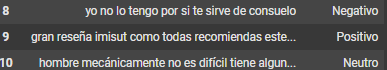 8 yo no lo tengo por si te sirve de consuelo Negativo
9 gran reseña imisut como todas recomiendas este... Positivo
10 hombre mecánicamente no es difícil tiene algun... Neutro